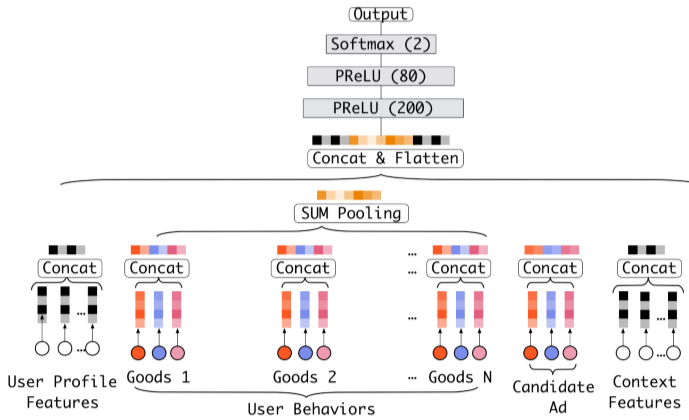 Output
Softmax (2)
PReLU (80)
PReLU (200)
Concat & Flatten
SUM Pooling
Concat
Concat
Concat
...
Concat
Concat
Concat
...
...
...
...
...
User Profile
Features
Goods 1
Goods 2
... Goods N
User Behaviors
Candidate
Ad
Context
Features